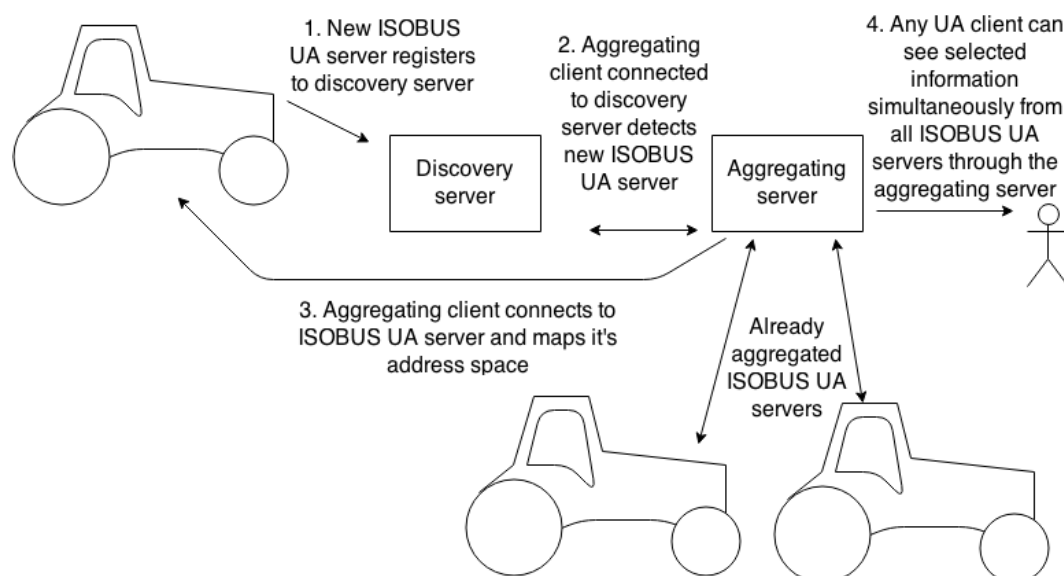 1. New ISOBUS
UA server registers
to discovery server
2. Aggregating
client connected
to discovery
server detects
new ISOBUS
UA server
4. Any UA client can
see selected
information
simultaneously from
all ISOBUS UA
servers through the
aggregating server
Discovery
server
Aggregating
server
3. Aggregating client connects to
ISOBUS UA server and maps it's
address space
Already
aggregated
ISOBUS UA
servers